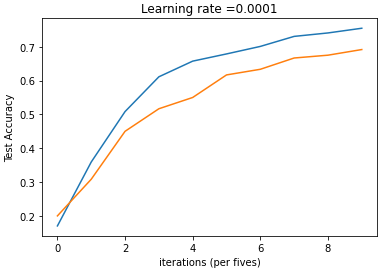 Learning rate =0.0001
Test Accuracy
0.7
0.6
0.5
0.4
0.3
0.2
0 2 4 6 8
iterations (per fives)